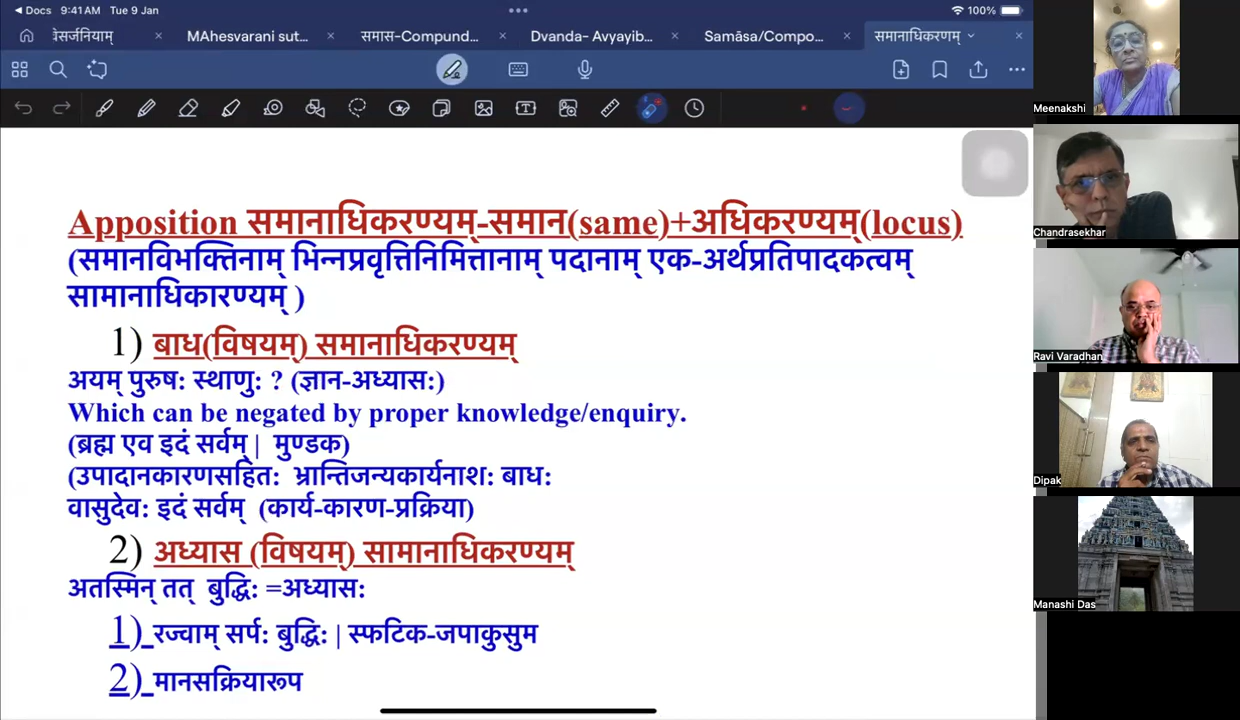 Docs 9:41 AM Tue 9 Jan
100%
वेसर्जनियाम् MAhesvarani sut... समास-Compund... Dvanda- Avyayib... Samāsa/Compo... समानाधिकरणम्
Apposition समानाधिकरण्यम्-समान(same)+अधिकरण्यम्(locus)
(समानविभक्तिनाम् भिन्नप्रवृत्तिनिमित्तानाम् पदानाम् एक-अर्थप्रतिपादकत्वम्
सामानाधिकारण्यम् )
1) बाध(विषयम्) समानाधिकरण्यम्
अयम् पुरुष: स्थाणु: ? (ज्ञान-अध्यास:)
Which can be negated by proper knowledge/enquiry.
(ब्रह्म एव इदं सर्वम् | मुण्डक)
(उपादानकारणसहित: भ्रान्तिजन्यकार्यनाश: बाध:
वासुदेव: इदं सर्वम् (कार्य-कारण-प्रक्रिया)
2) अध्यास (विषयम्) सामानाधिकरण्यम्
अतस्मिन् तत् बुद्धि: =अध्यास:
1) रज्वाम् सर्प: बुद्धि: | स्फटिक-जपाकुसुम
2) मानसक्रियारूप
Meenakshi
Chandrasekhar
Ravi Varadhan
Dipak
Manashi Das